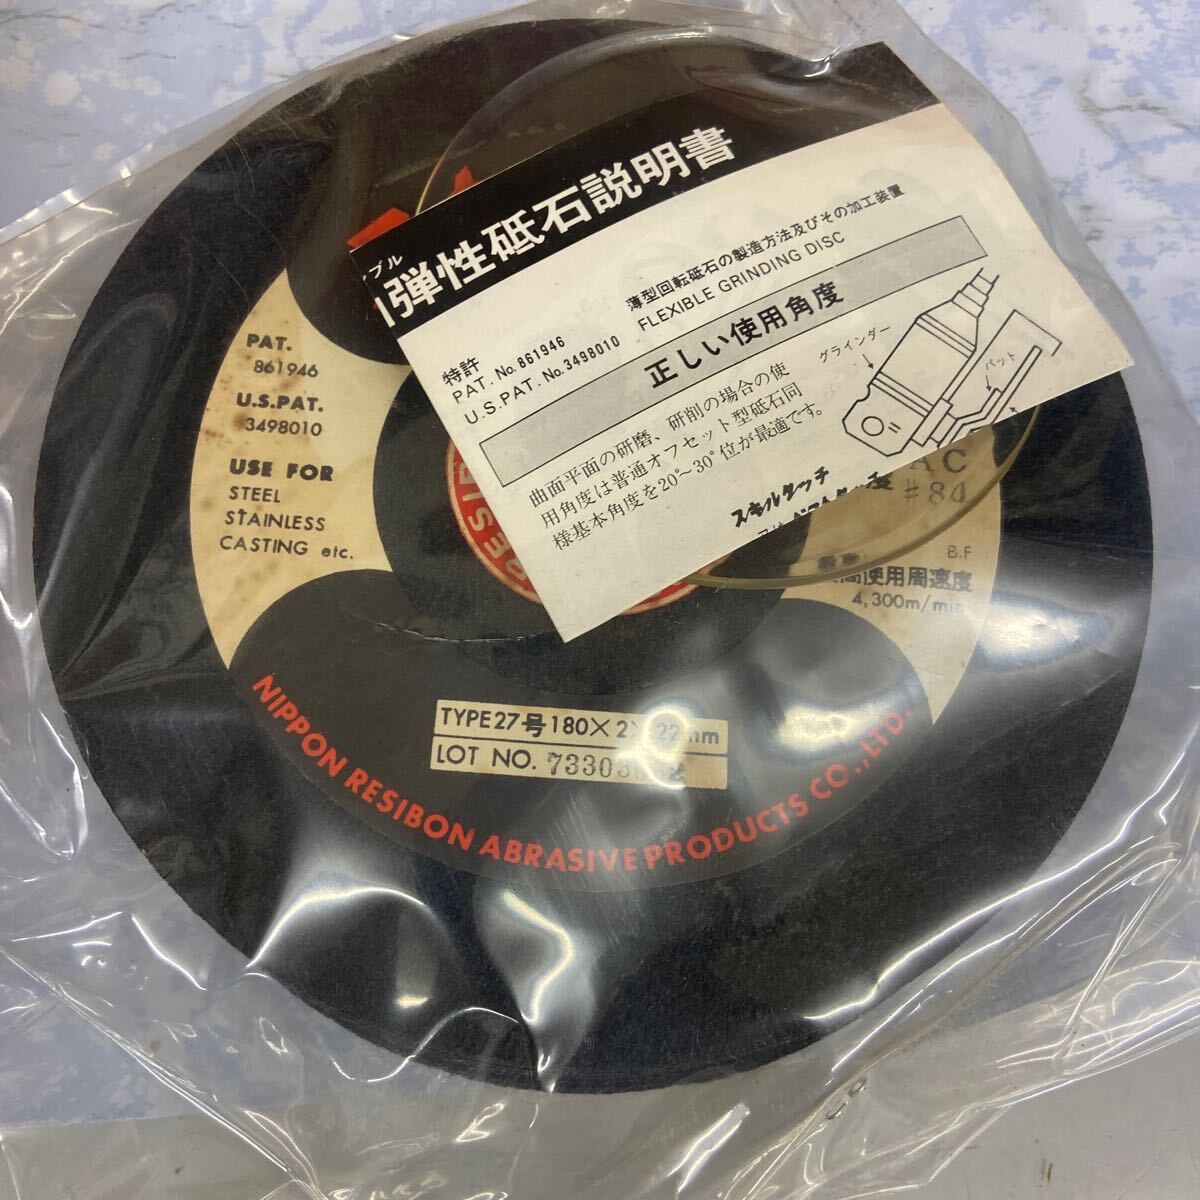 弾性砥石説明書
特許
PAT. No.861946
U.S.PAT. No.3498010
薄型回転砥石の製造方法及びその加工装置
FLEXIBLE GRINDING DISC
正しい使用角度
曲面平面の研磨、研削の場合の使
用角度は普通オフセット型砥石同
様基本角度を20〜30°位が最適です。
グラインダー
パット
スキルタッチ
PAT.
861946
U.S.PAT.
3498010
USE FOR
STEEL
STAINLESS
CASTING etc.
AC
#84
B.F
使用周速度
4,300m/min
TYPE27号180×2×22mm
LOT NO.
NIPPON RESIBON ABRASIVE PRODUCTS CO.,LTD.